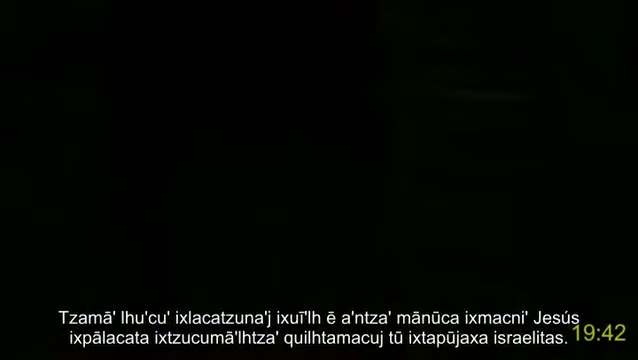 Tzamā' lhu'cu' ixlacatzuna'j ixuī'lh ē a'ntza' mānūca ixmacni' Jesús
ixpālacata ixtzucumā'lhtza' quilhtamacuj tū ixtapūjaxa israelitas.
19:42